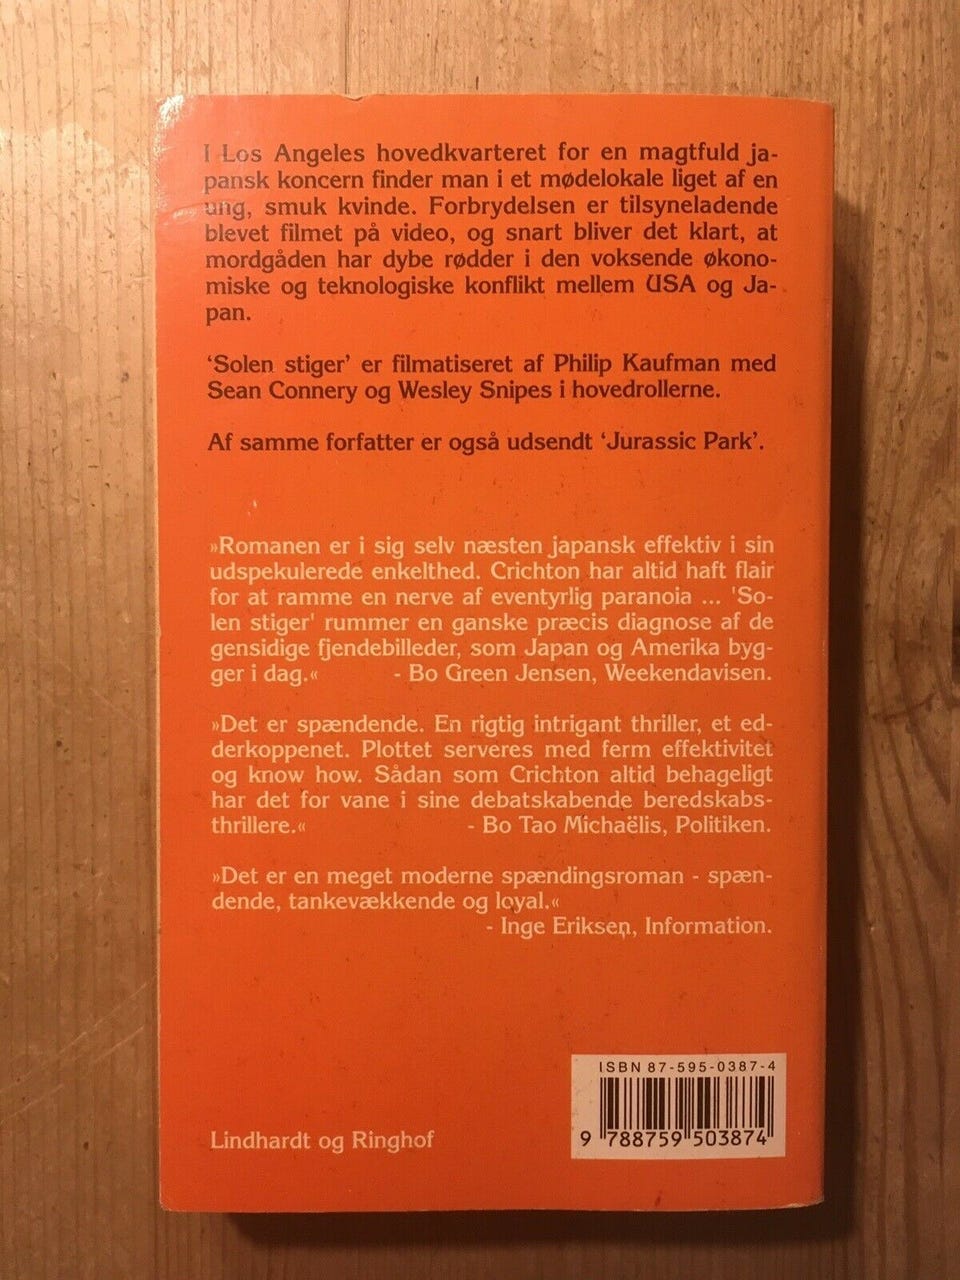 I Los Angeles hovedkvarteret for en magtfuld ja-
pansk koncern finder man i et mødelokale liget af en
ung, smuk kvinde. Forbrydelsen er tilsyneladende
blevet filmet på video, og snart bliver det klart, at
mordgåden har dybe rødder i den voksende økono-
miske og teknologiske konflikt mellem USA og Ja-
pan.
‘Solen stiger’ er filmatiseret af Philip Kaufman med
Sean Connery og Wesley Snipes i hovedrollerne.
Af samme forfatter er også udsendt ‘Jurassic Park’.
»Romanen er i sig selv næsten japansk effektiv i sin
udspekulerede enkelthed. Crichton har altid haft flair
for at ramme en nerve af eventyrlig paranoia ... 'So-
len stiger' rummer en ganske præcis diagnose af de
gensidige fjendebilleder, som Japan og Amerika byg-
ger i dag.« - Bo Green Jensen, Weekendavisen.
»Det er spændende. En rigtig intrigant thriller, et ed-
derkoppenet. Plottet serveres med ferm effektivitet
og know how. Sådan som Crichton altid behageligt
har det for vane i sine debatskabende beredskabs-
thrillere.« - Bo Tao Michaëlis, Politiken.
»Det er en meget moderne spændingsroman - spæn-
dende, tankevækkende og loyal.«
- Inge Eriksen, Information.
ISBN 87-595-0387-4
9 788759 503874
Lindhardt og Ringhof